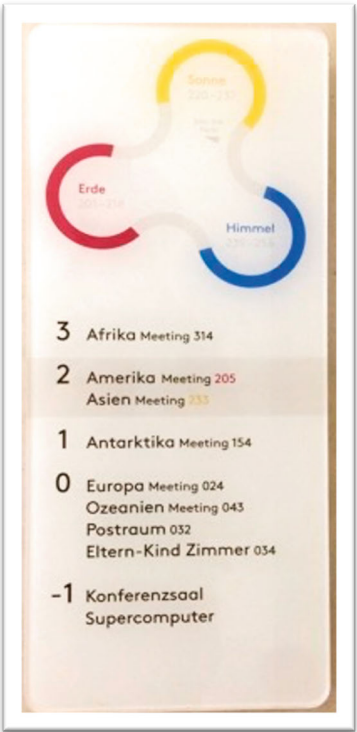 Sonne
Erde
Himmel
3 Afrika Meeting 314
2 Amerika Meeting 205
Asien Meeting 233
1 Antarktika Meeting 154
0 Europa Meeting 024
Ozeanien Meeting 043
Postraum 032
Eltern-Kind Zimmer 034
-1 Konferenzsaal
Supercomputer